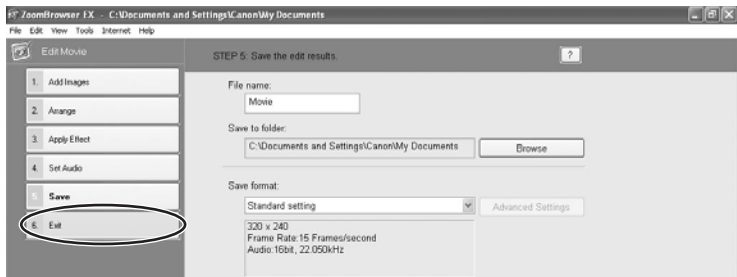 ZoomBrowser EX - C:\Documents and Settings\Canon\My Documents
File Edit View Tools Internet Help
Edit Movie
STEP 5: Save the edit results.
?
1. Add Images
2. Arrange
3. Apply Effect
4. Set Audio
5. Save
6. Exit
File name:
Movie
Save to folder:
C:\Documents and Settings\Canon\My Documents
Browse
Save format:
Standard setting
Advanced Settings
320 x 240
Frame Rate:15 Frames/second
Audio:16bit, 22.050kHz